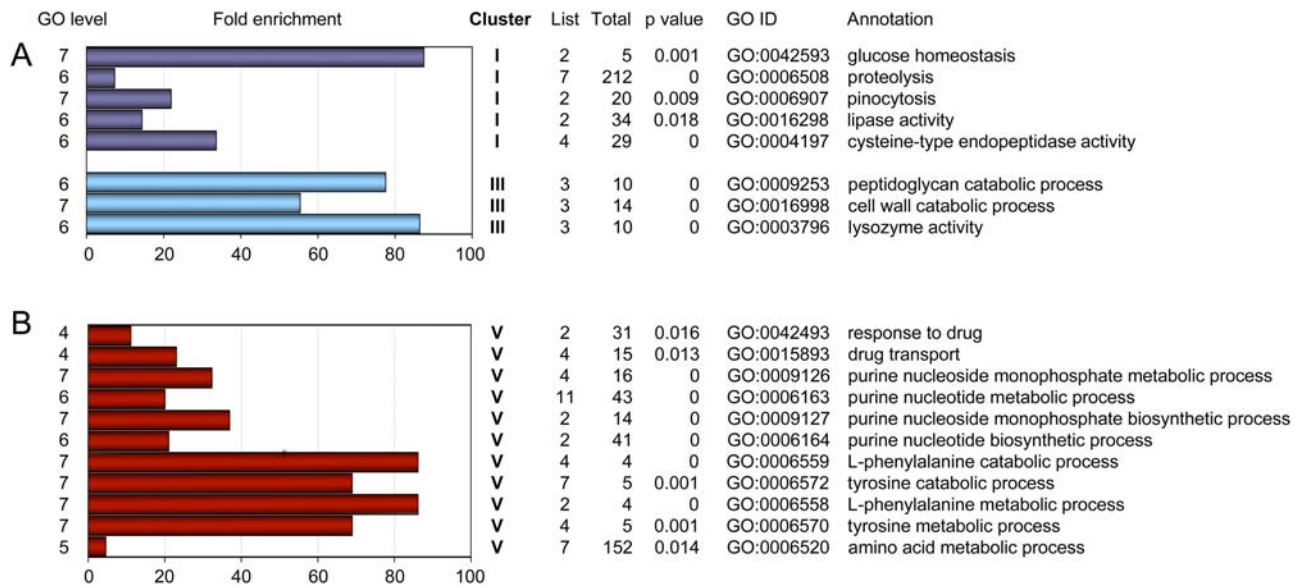 GO level Fold enrichment Cluster List Total p value GO ID Annotation
A
7 I 2 5 0.001 GO:0042593 glucose homeostasis
6 I 7 212 0 GO:0006508 proteolysis
7 I 2 20 0.009 GO:0006907 pinocytosis
6 I 2 34 0.018 GO:0016298 lipase activity
6 I 4 29 0 GO:0004197 cysteine-type endopeptidase activity
6 III 3 10 0 GO:0009253 peptidoglycan catabolic process
7 III 3 14 0 GO:0016998 cell wall catabolic process
6 III 3 10 0 GO:0003796 lysozyme activity
0 20 40 60 80 100
B
4 V 2 31 0.016 GO:0042493 response to drug
4 V 4 15 0.013 GO:0015893 drug transport
7 V 4 16 0 GO:0009126 purine nucleoside monophosphate metabolic process
6 V 11 43 0 GO:0006163 purine nucleotide metabolic process
7 V 2 14 0 GO:0009127 purine nucleoside monophosphate biosynthetic process
6 V 2 41 0 GO:0006164 purine nucleotide biosynthetic process
7 V 4 4 0 GO:0006559 L-phenylalanine catabolic process
7 V 7 5 0.001 GO:0006572 tyrosine catabolic process
7 V 2 4 0 GO:0006558 L-phenylalanine metabolic process
7 V 4 5 0.001 GO:0006570 tyrosine metabolic process
5 V 7 152 0.014 GO:0006520 amino acid metabolic process
0 20 40 60 80 100